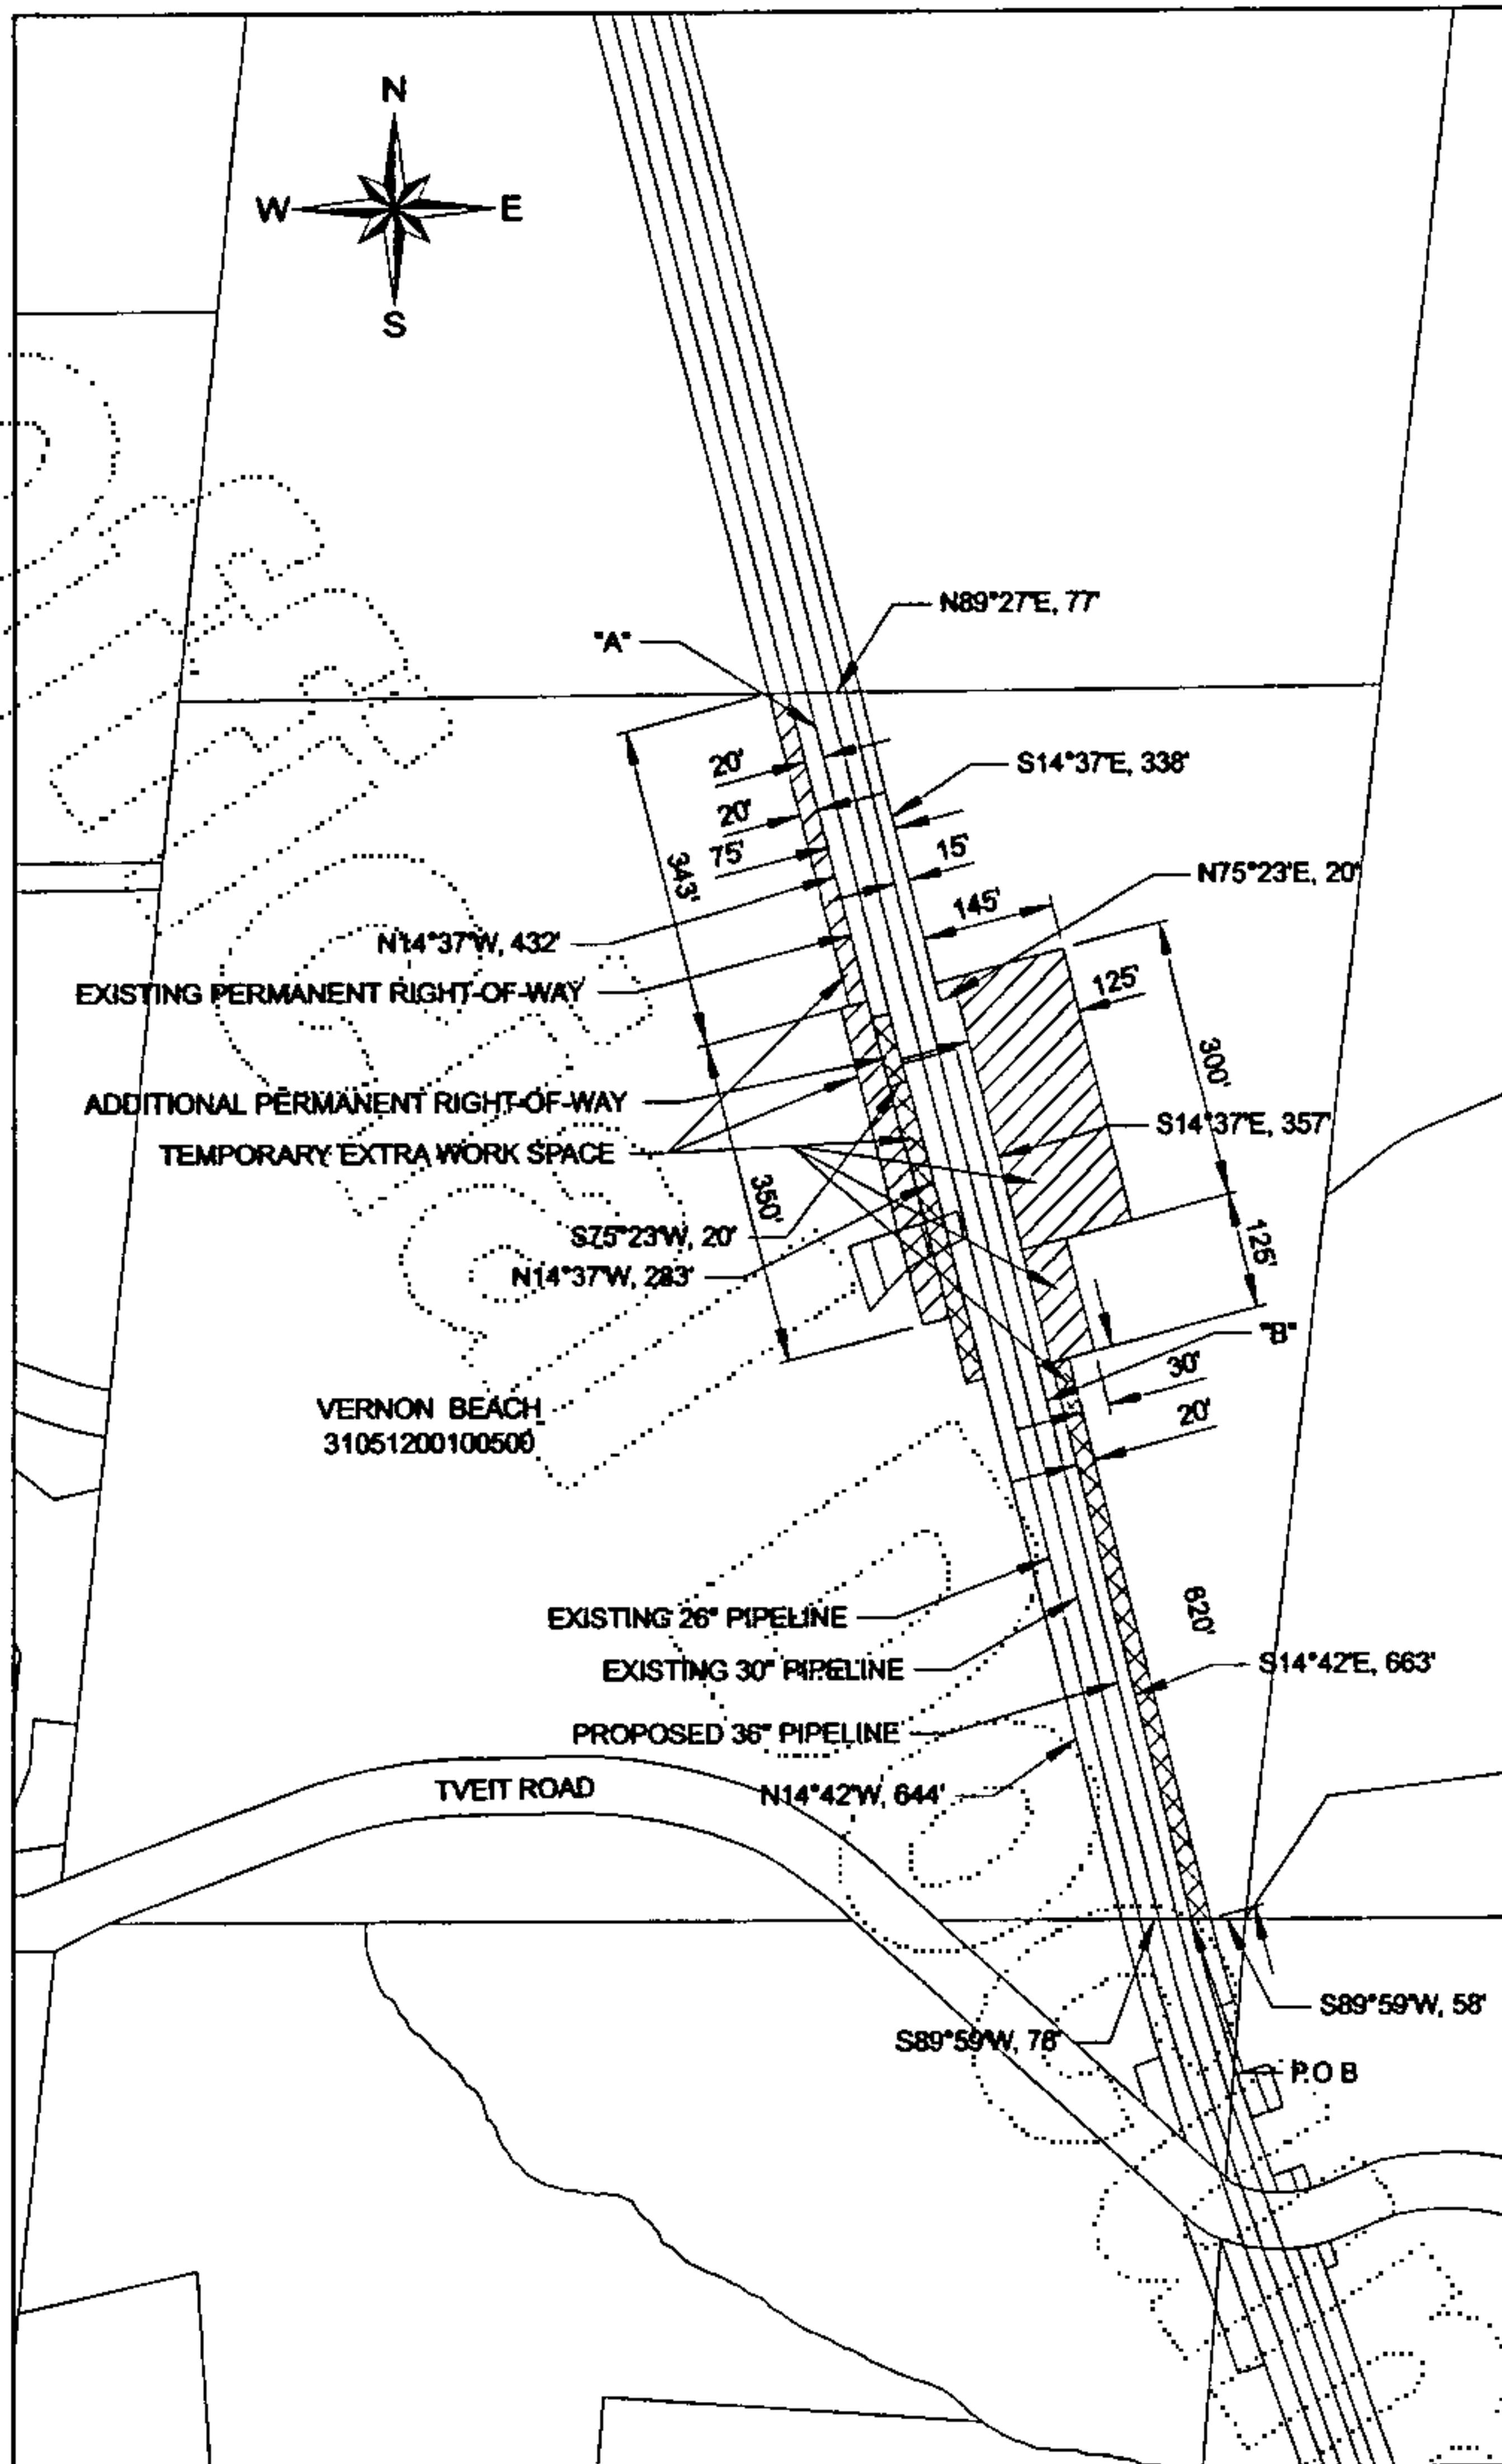 N
W
E
S
N89°27'E, 77'
"A"
S14°37'E, 338'
20'
20'
75'
15'
343'
N75°23'E, 20'
145'
N14°37'W, 432'
125'
EXISTING PERMANENT RIGHT-OF-WAY
300'
ADDITIONAL PERMANENT RIGHT-OF-WAY
S14°37'E, 357'
TEMPORARY EXTRA WORK SPACE
350'
S75°23'W, 20'
125'
N14°37'W, 283'
"B"
30'
VERNON BEACH
20'
31051200100500
620'
EXISTING 26" PIPELINE
S14°42'E, 663'
EXISTING 30" PIPELINE
PROPOSED 36" PIPELINE
TVEIT ROAD
N14°42'W, 644'
S89°59'W, 58'
S89°59'W, 78'
P O B